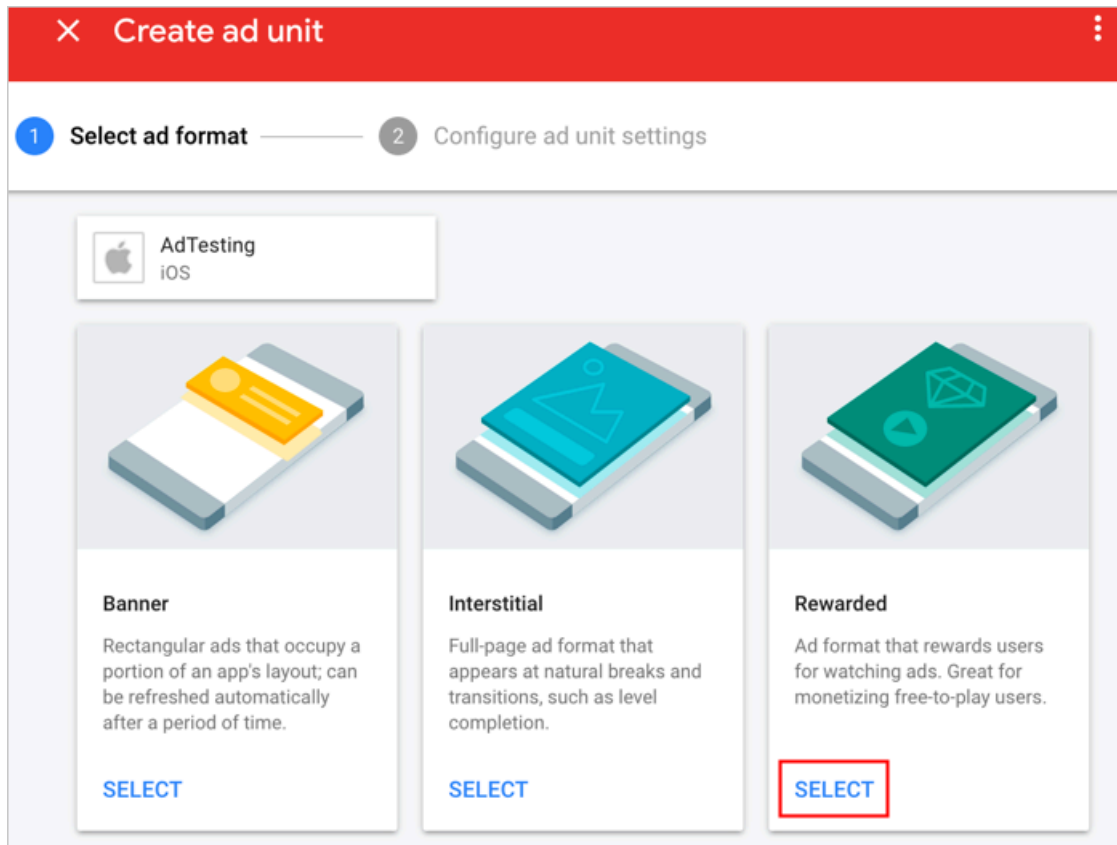 Create ad unit
1 Select ad format 2 Configure ad unit settings
AdTesting
iOS
Banner
Rectangular ads that occupy a
portion of an app's layout; can
be refreshed automatically
after a period of time.
SELECT
Interstitial
Full-page ad format that
appears at natural breaks and
transitions, such as level
completion.
SELECT
Rewarded
Ad format that rewards users
for watching ads. Great for
monetizing free-to-play users.
SELECT